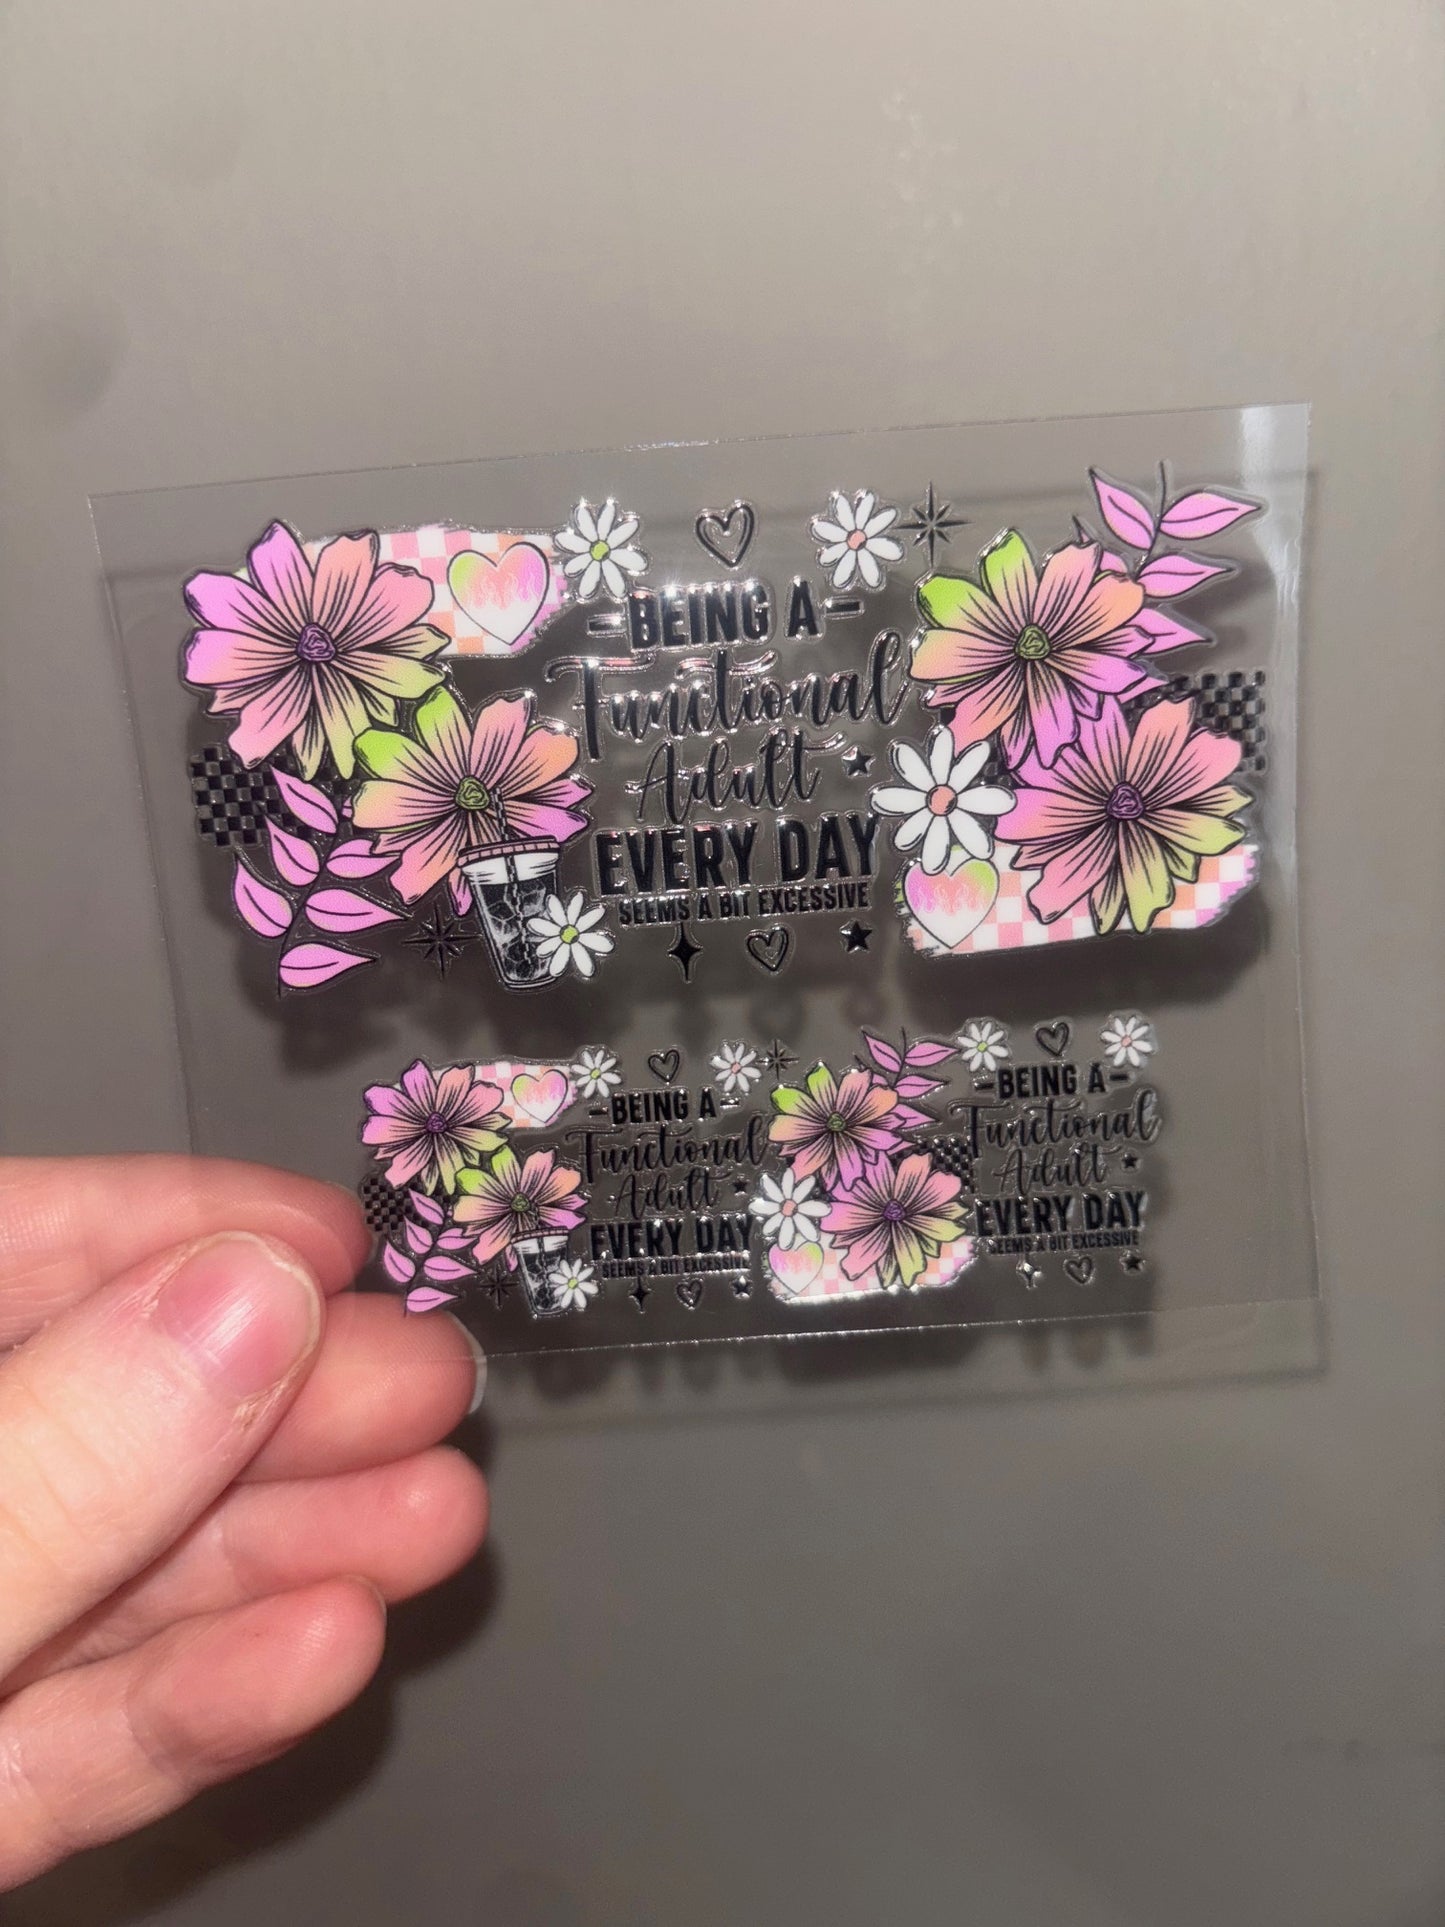 -BEING A-
Functional
Adult
EVERY DAY
SEEMS A BIT EXCESSIVE
-BEING A-
Functional
Adult
EVERY DAY
SEEMS A BIT EXCESSIVE
-BEING A-
Functional
Adult
EVERY DAY
SEEMS A BIT EXCESSIVE